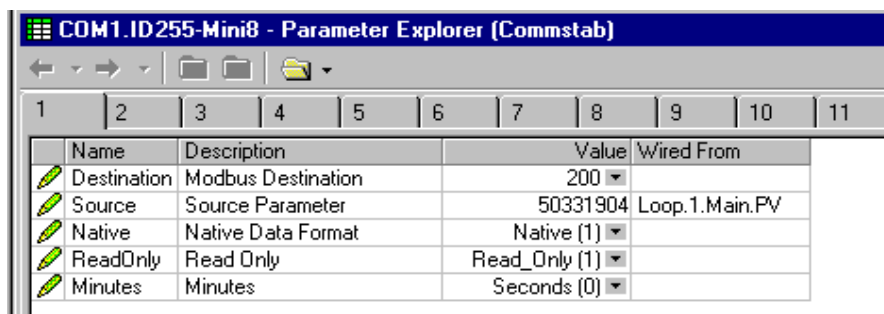 COM1.ID255-Mini8 - Parameter Explorer (Commstab)
1 2 3 4 5 6 7 8 9 10 11
Name Description Value Wired From
Destination Modbus Destination 200
Source Source Parameter 50331904 Loop.1.Main.PV
Native Native Data Format Native (1)
ReadOnly Read Only Read_Only (1)
Minutes Minutes Seconds (0)